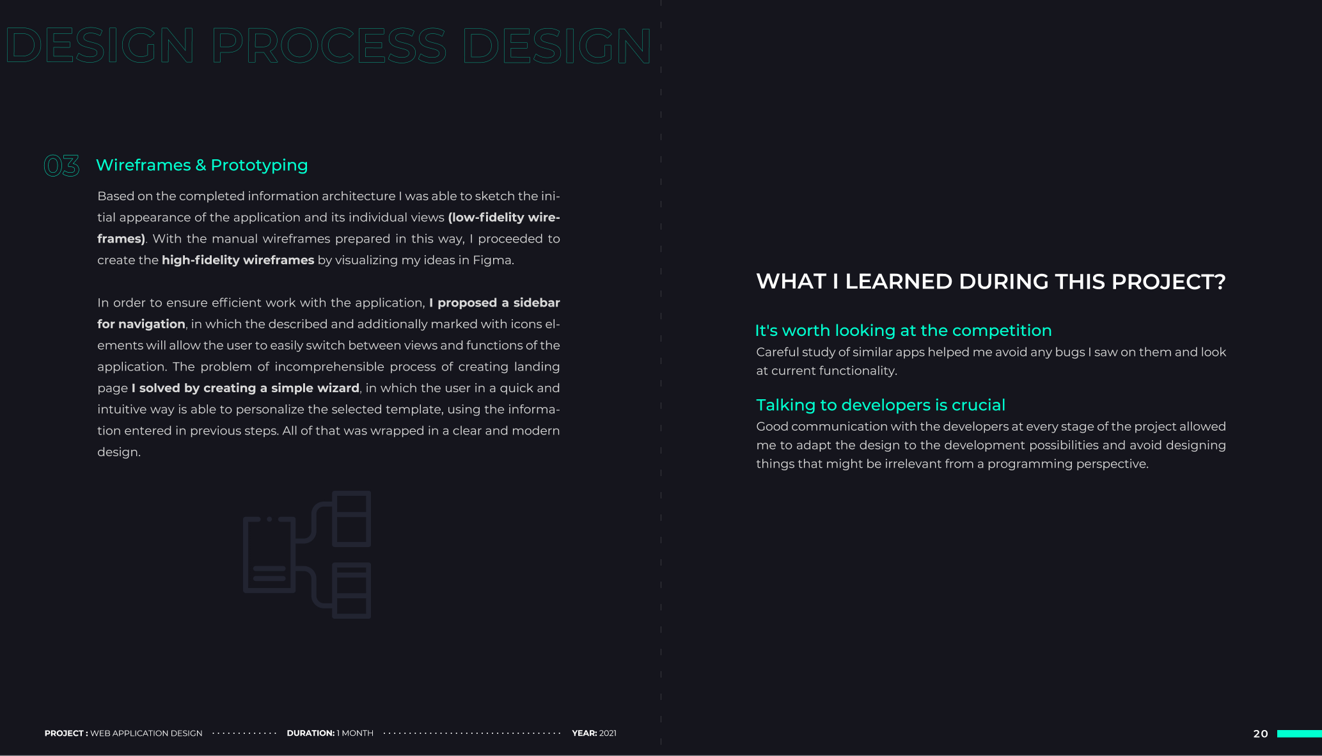 DESIGN PROCESS DESIGN
03 Wireframes & Prototyping
Based on the completed information architecture I was able to sketch the ini-
tial appearance of the application and its individual views (low-fidelity wire-
frames). With the manual wireframes prepared in this way, I proceeded to
create the high-fidelity wireframes by visualizing my ideas in Figma.
In order to ensure efficient work with the application, I proposed a sidebar
for navigation, in which the described and additionally marked with icons el-
ements will allow the user to easily switch between views and functions of the
application. The problem of incomprehensible process of creating landing
page I solved by creating a simple wizard, in which the user in a quick and
intuitive way is able to personalize the selected template, using the informa-
tion entered in previous steps. All of that was wrapped in a clear and modern
design.
PROJECT : WEB APPLICATION DESIGN DURATION: 1 MONTH YEAR: 2021
WHAT I LEARNED DURING THIS PROJECT?
It's worth looking at the competition
Careful study of similar apps helped me avoid any bugs I saw on them and look
at current functionality.
Talking to developers is crucial
Good communication with the developers at every stage of the project allowed
me to adapt the design to the development possibilities and avoid designing
things that might be irrelevant from a programming perspective.
20